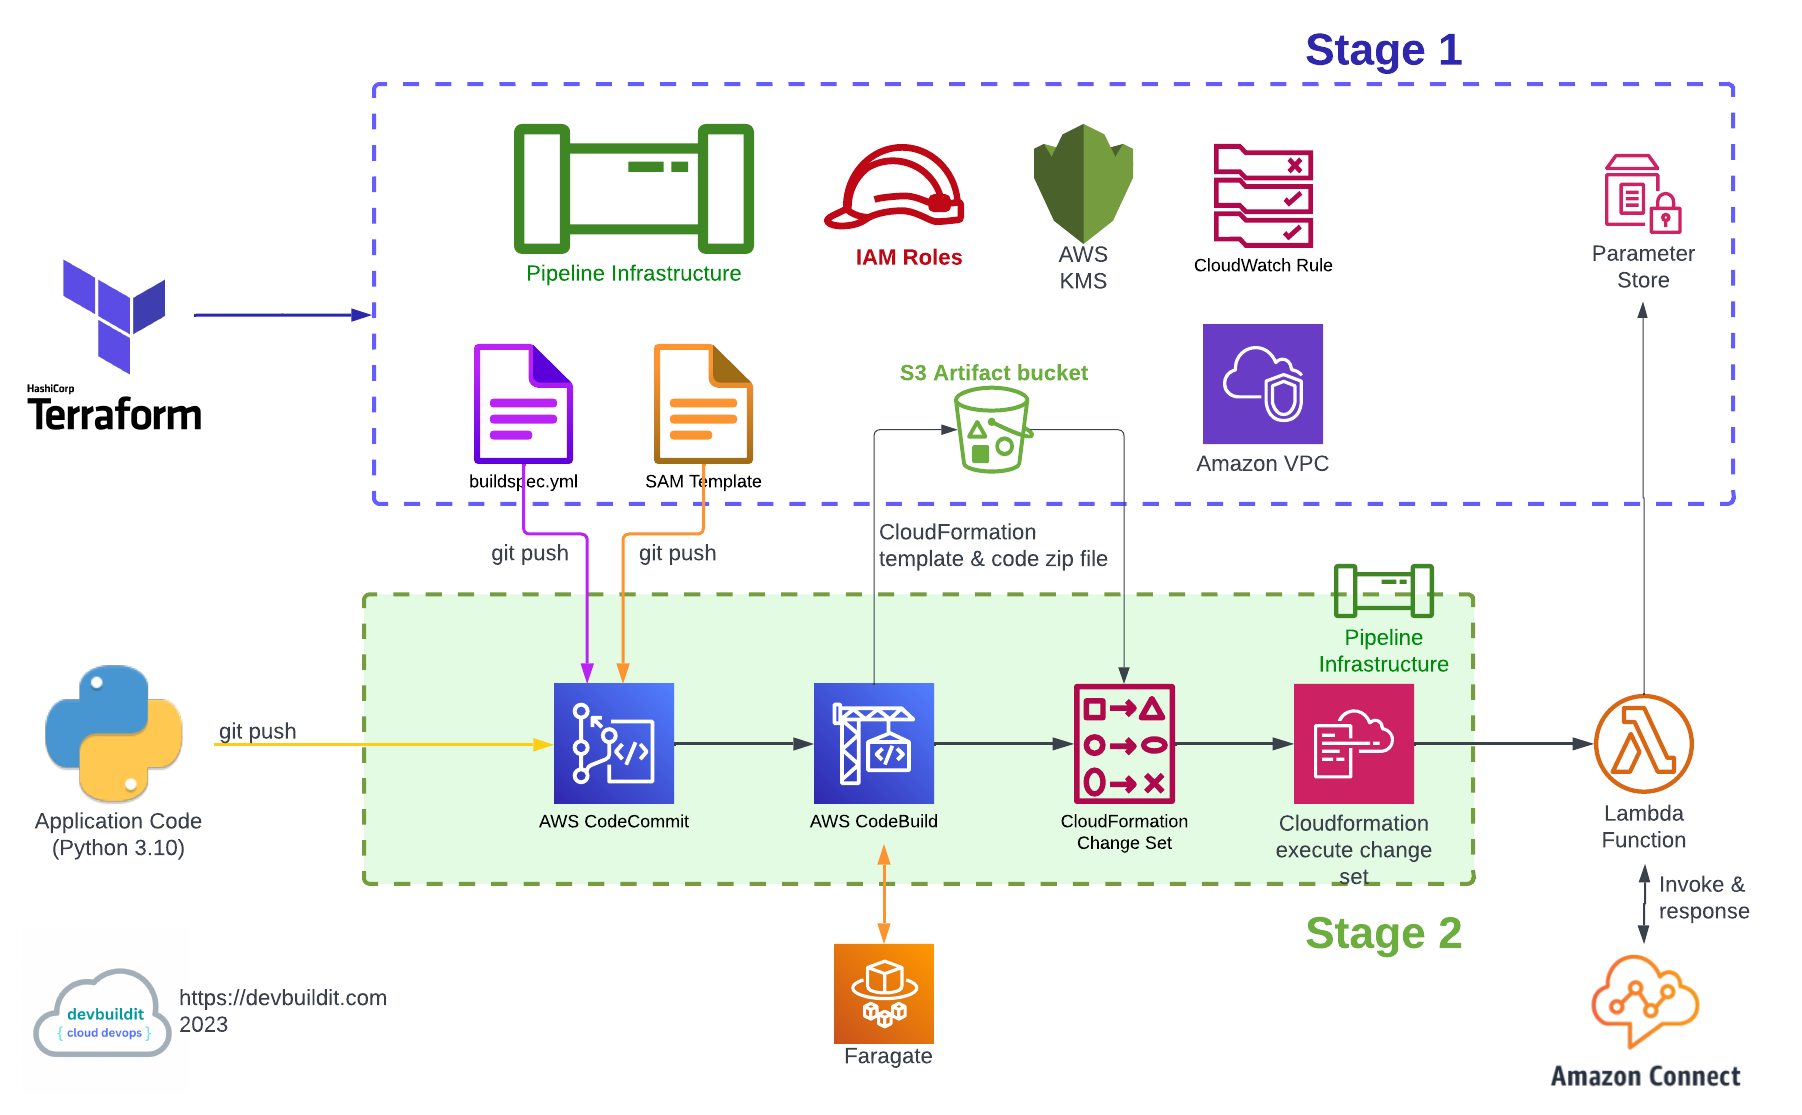 Stage 1
Pipeline Infrastructure
IAM Roles
AWS
KMS
CloudWatch Rule
Parameter
Store
HashiCorp
Terraform
buildspec.yml
SAM Template
S3 Artifact bucket
Amazon VPC
git push
git push
CloudFormation
template & code zip file
Pipeline
Infrastructure
git push
Application Code
(Python 3.10)
AWS CodeCommit
AWS CodeBuild
CloudFormation
Change Set
Cloudformation
execute change
set
Lambda
Function
Invoke &
response
Stage 2
Faragate
devbuildit
{ cloud devops }
https://devbuildit.com
2023
Amazon Connect